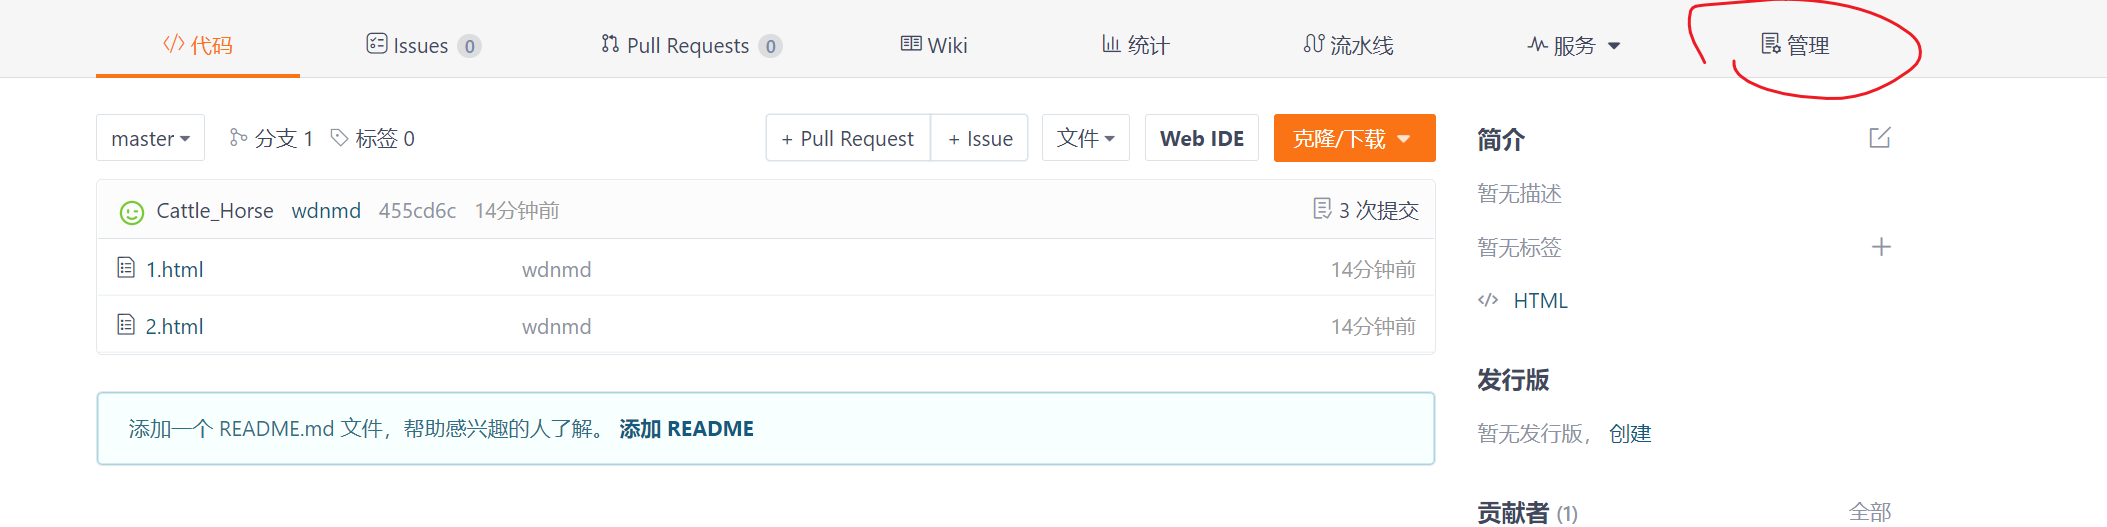 代码 Issues 0 Pull Requests 0 Wiki 统计 流水线 服务 管理
master 分支 1 标签 0 + Pull Request + Issue 文件 Web IDE 克隆/下载
Cattle_Horse wdnmd 455cd6c 14分钟前 3 次提交
1.html wdnmd 14分钟前
2.html wdnmd 14分钟前
添加一个 README.md 文件，帮助感兴趣的人了解。 添加 README
简介
暂无描述
暂无标签
HTML
发行版
暂无发行版， 创建
贡献者 (1) 全部